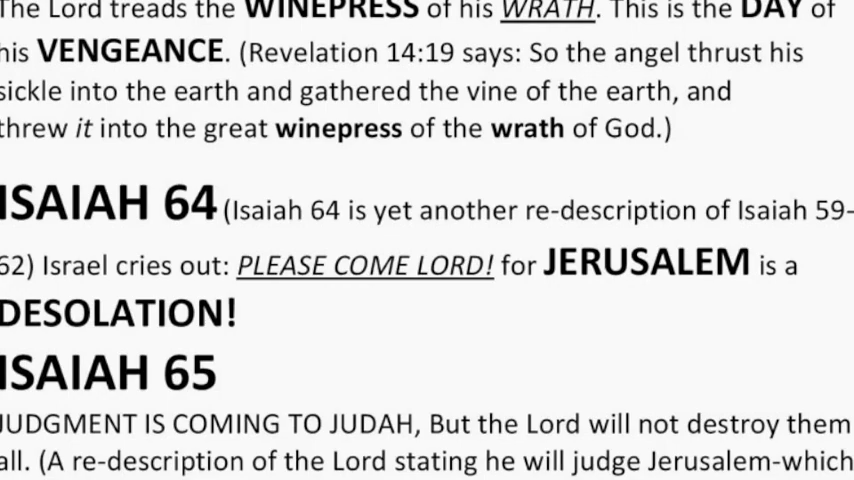 The Lord treads the WINEPRESS of his WRATH. This is the DAY of
his VENGEANCE. (Revelation 14:19 says: So the angel thrust his
sickle into the earth and gathered the vine of the earth, and
threw it into the great winepress of the wrath of God.)
ISAIAH 64 (Isaiah 64 is yet another re-description of Isaiah 59-
62) Israel cries out: PLEASE COME LORD! for JERUSALEM is a
DESOLATION!
ISAIAH 65
JUDGMENT IS COMING TO JUDAH, But the Lord will not destroy them
all. (A re-description of the Lord stating he will judge Jerusalem-which